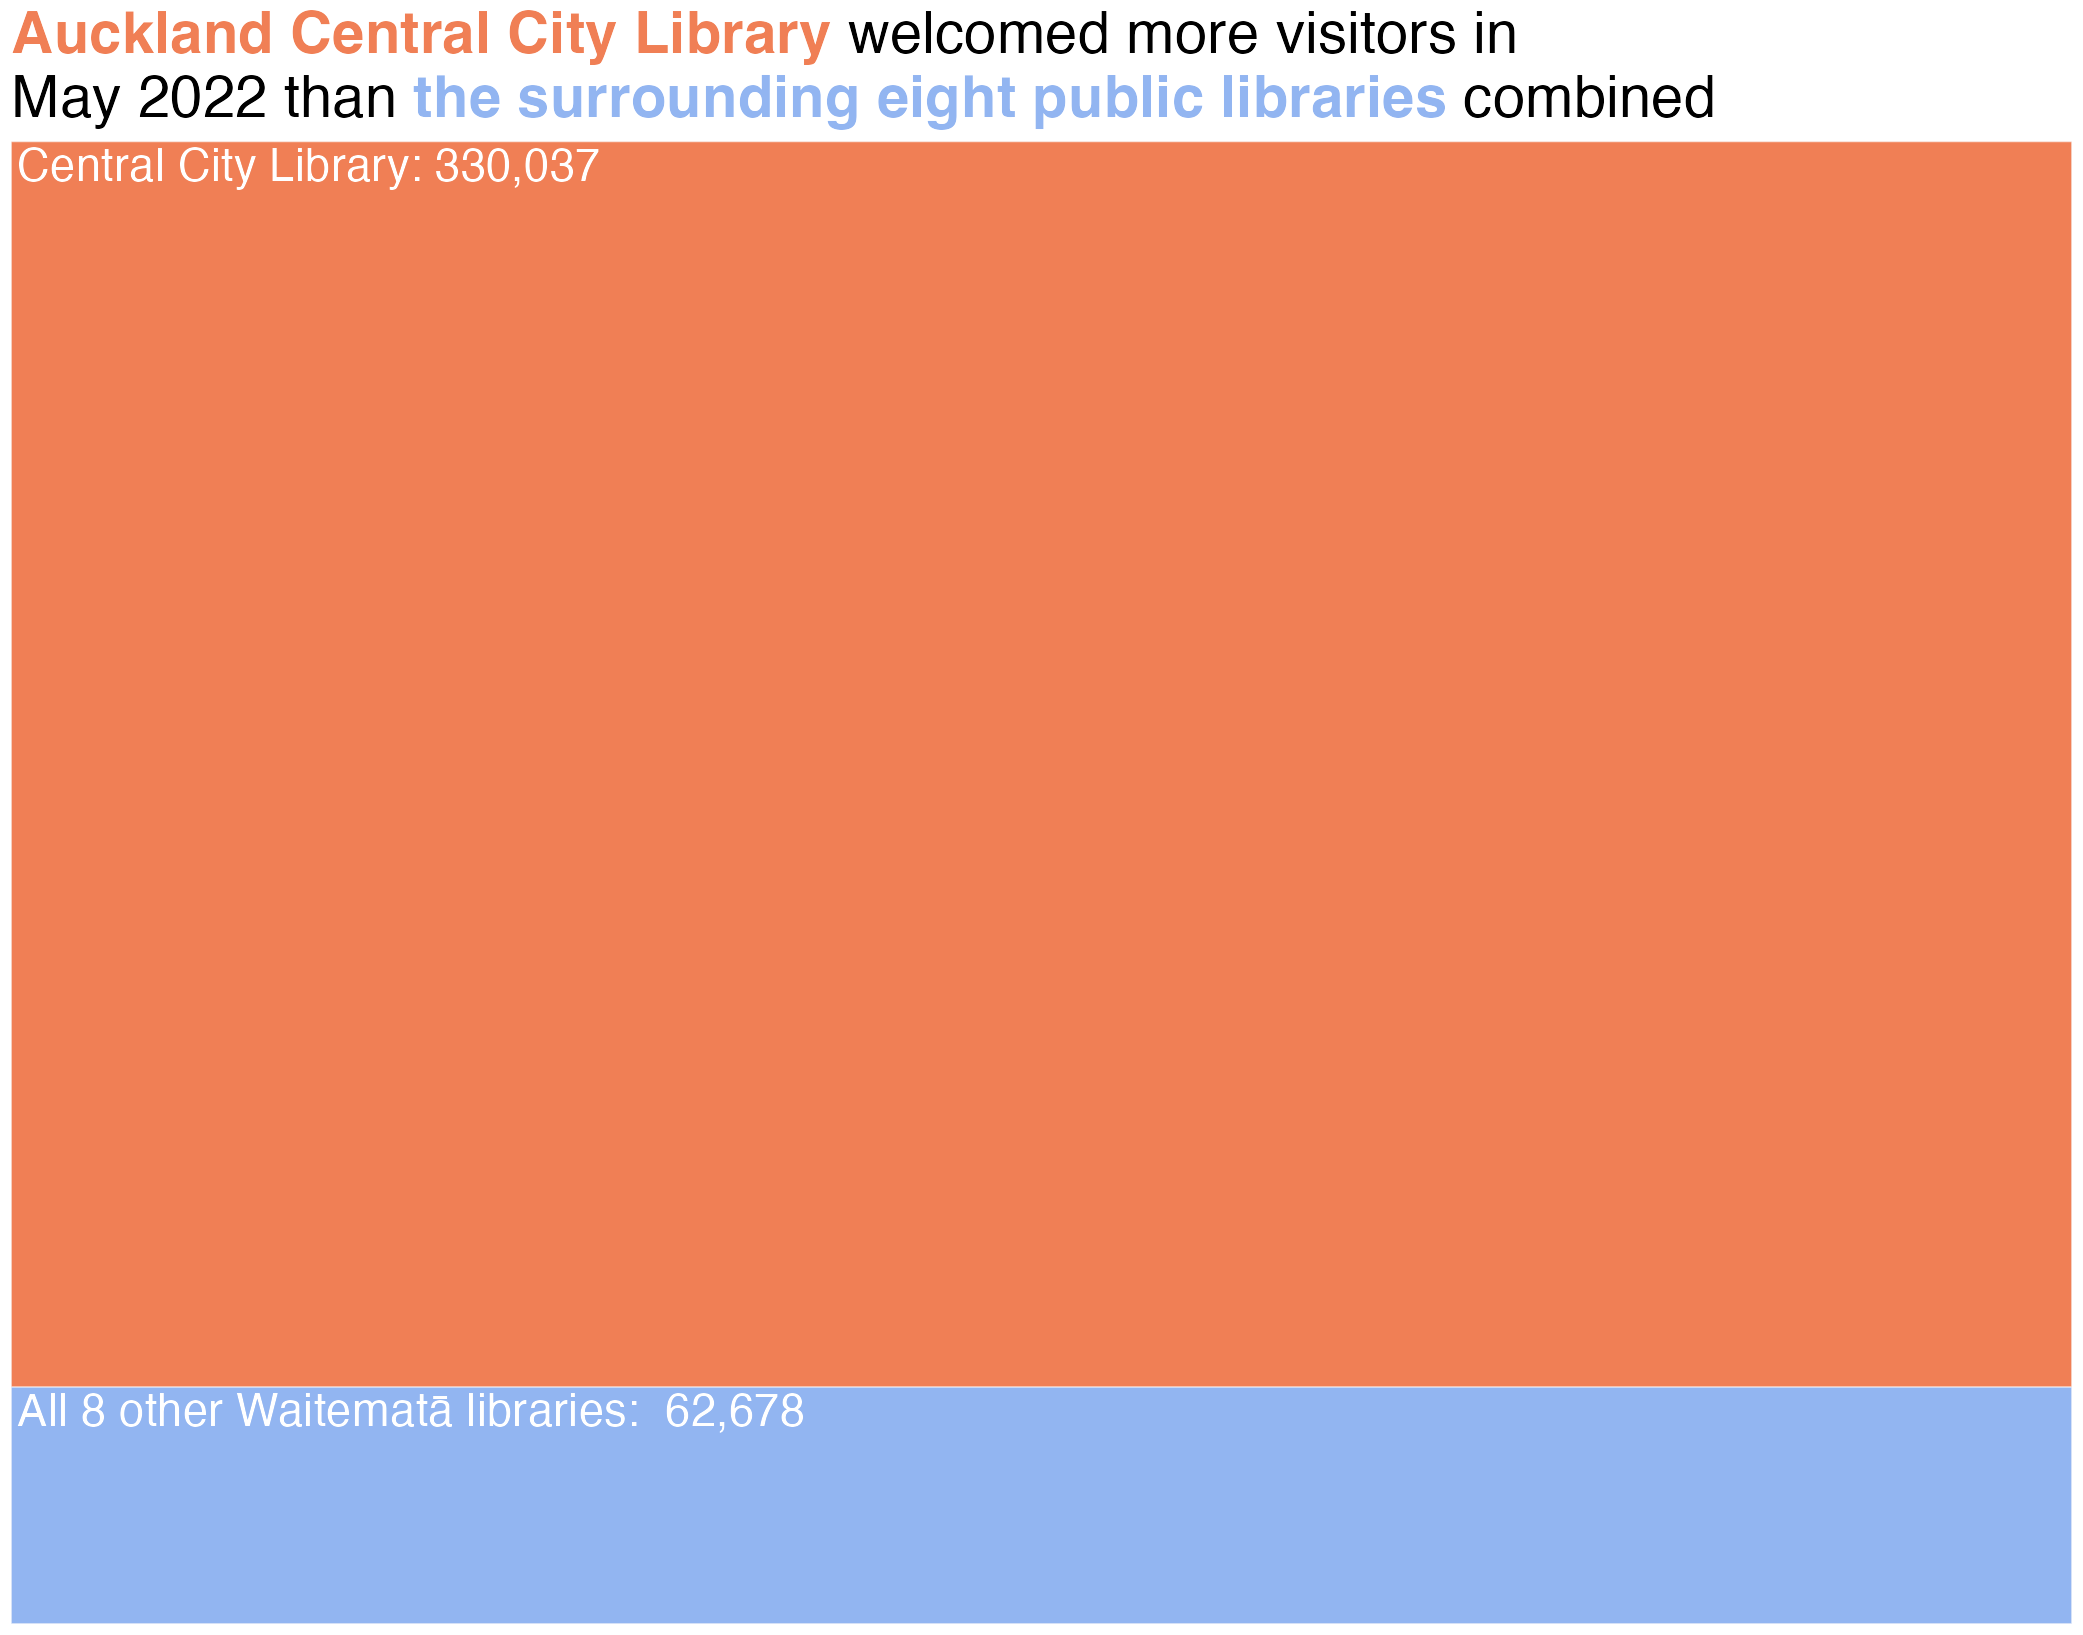 Auckland Central City Library welcomed more visitors in
May 2022 than the surrounding eight public libraries combined
Central City Library: 330,037
All 8 other Waitematā libraries:  62,678